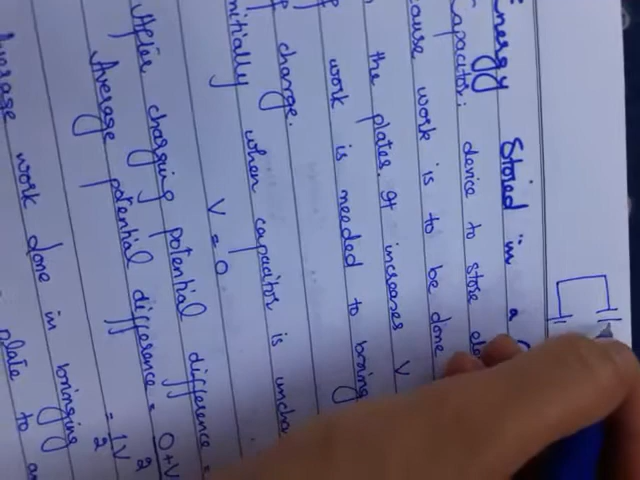 Energy Stored in a
Capacitor: device to store
cause work is to be done
the plates. It increases V
work is needed to bring
charge.
Initially when capacitor is
V = 0
After charging potential difference =
Average potential difference = 0+V/2
= 1/2 V
Average work done in bringing
plate to